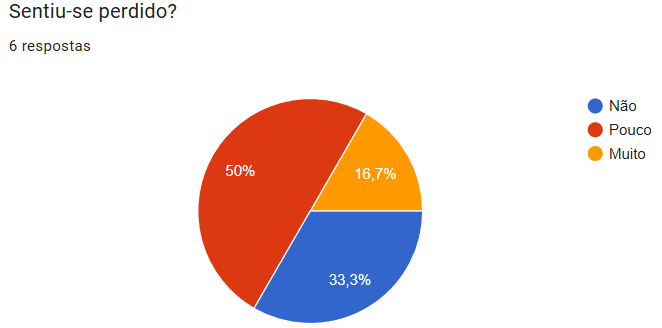 Sentiu-se perdido?
6 respostas
Não
Pouco
Muito
50%
16,7%
33,3%